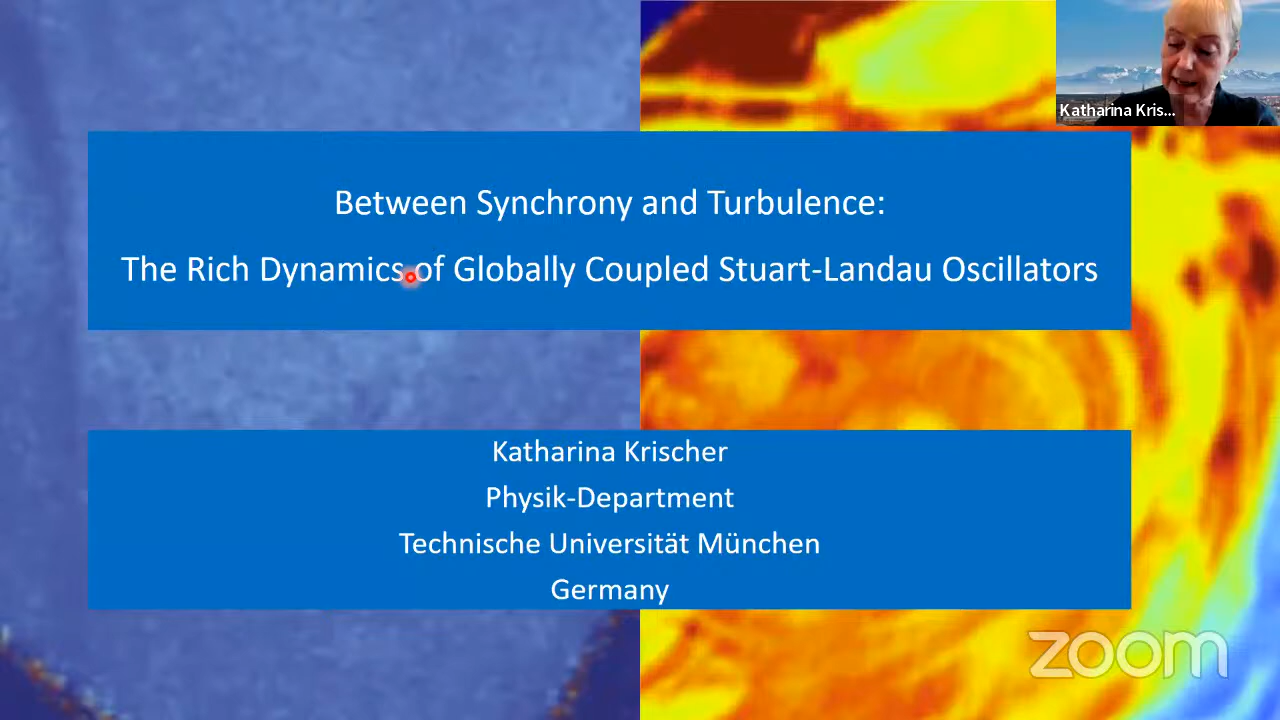 Katharina Kris...
Between Synchrony and Turbulence:
The Rich Dynamics of Globally Coupled Stuart-Landau Oscillators
Katharina Krischer
Physik-Department
Technische Universität München
Germany
zoom